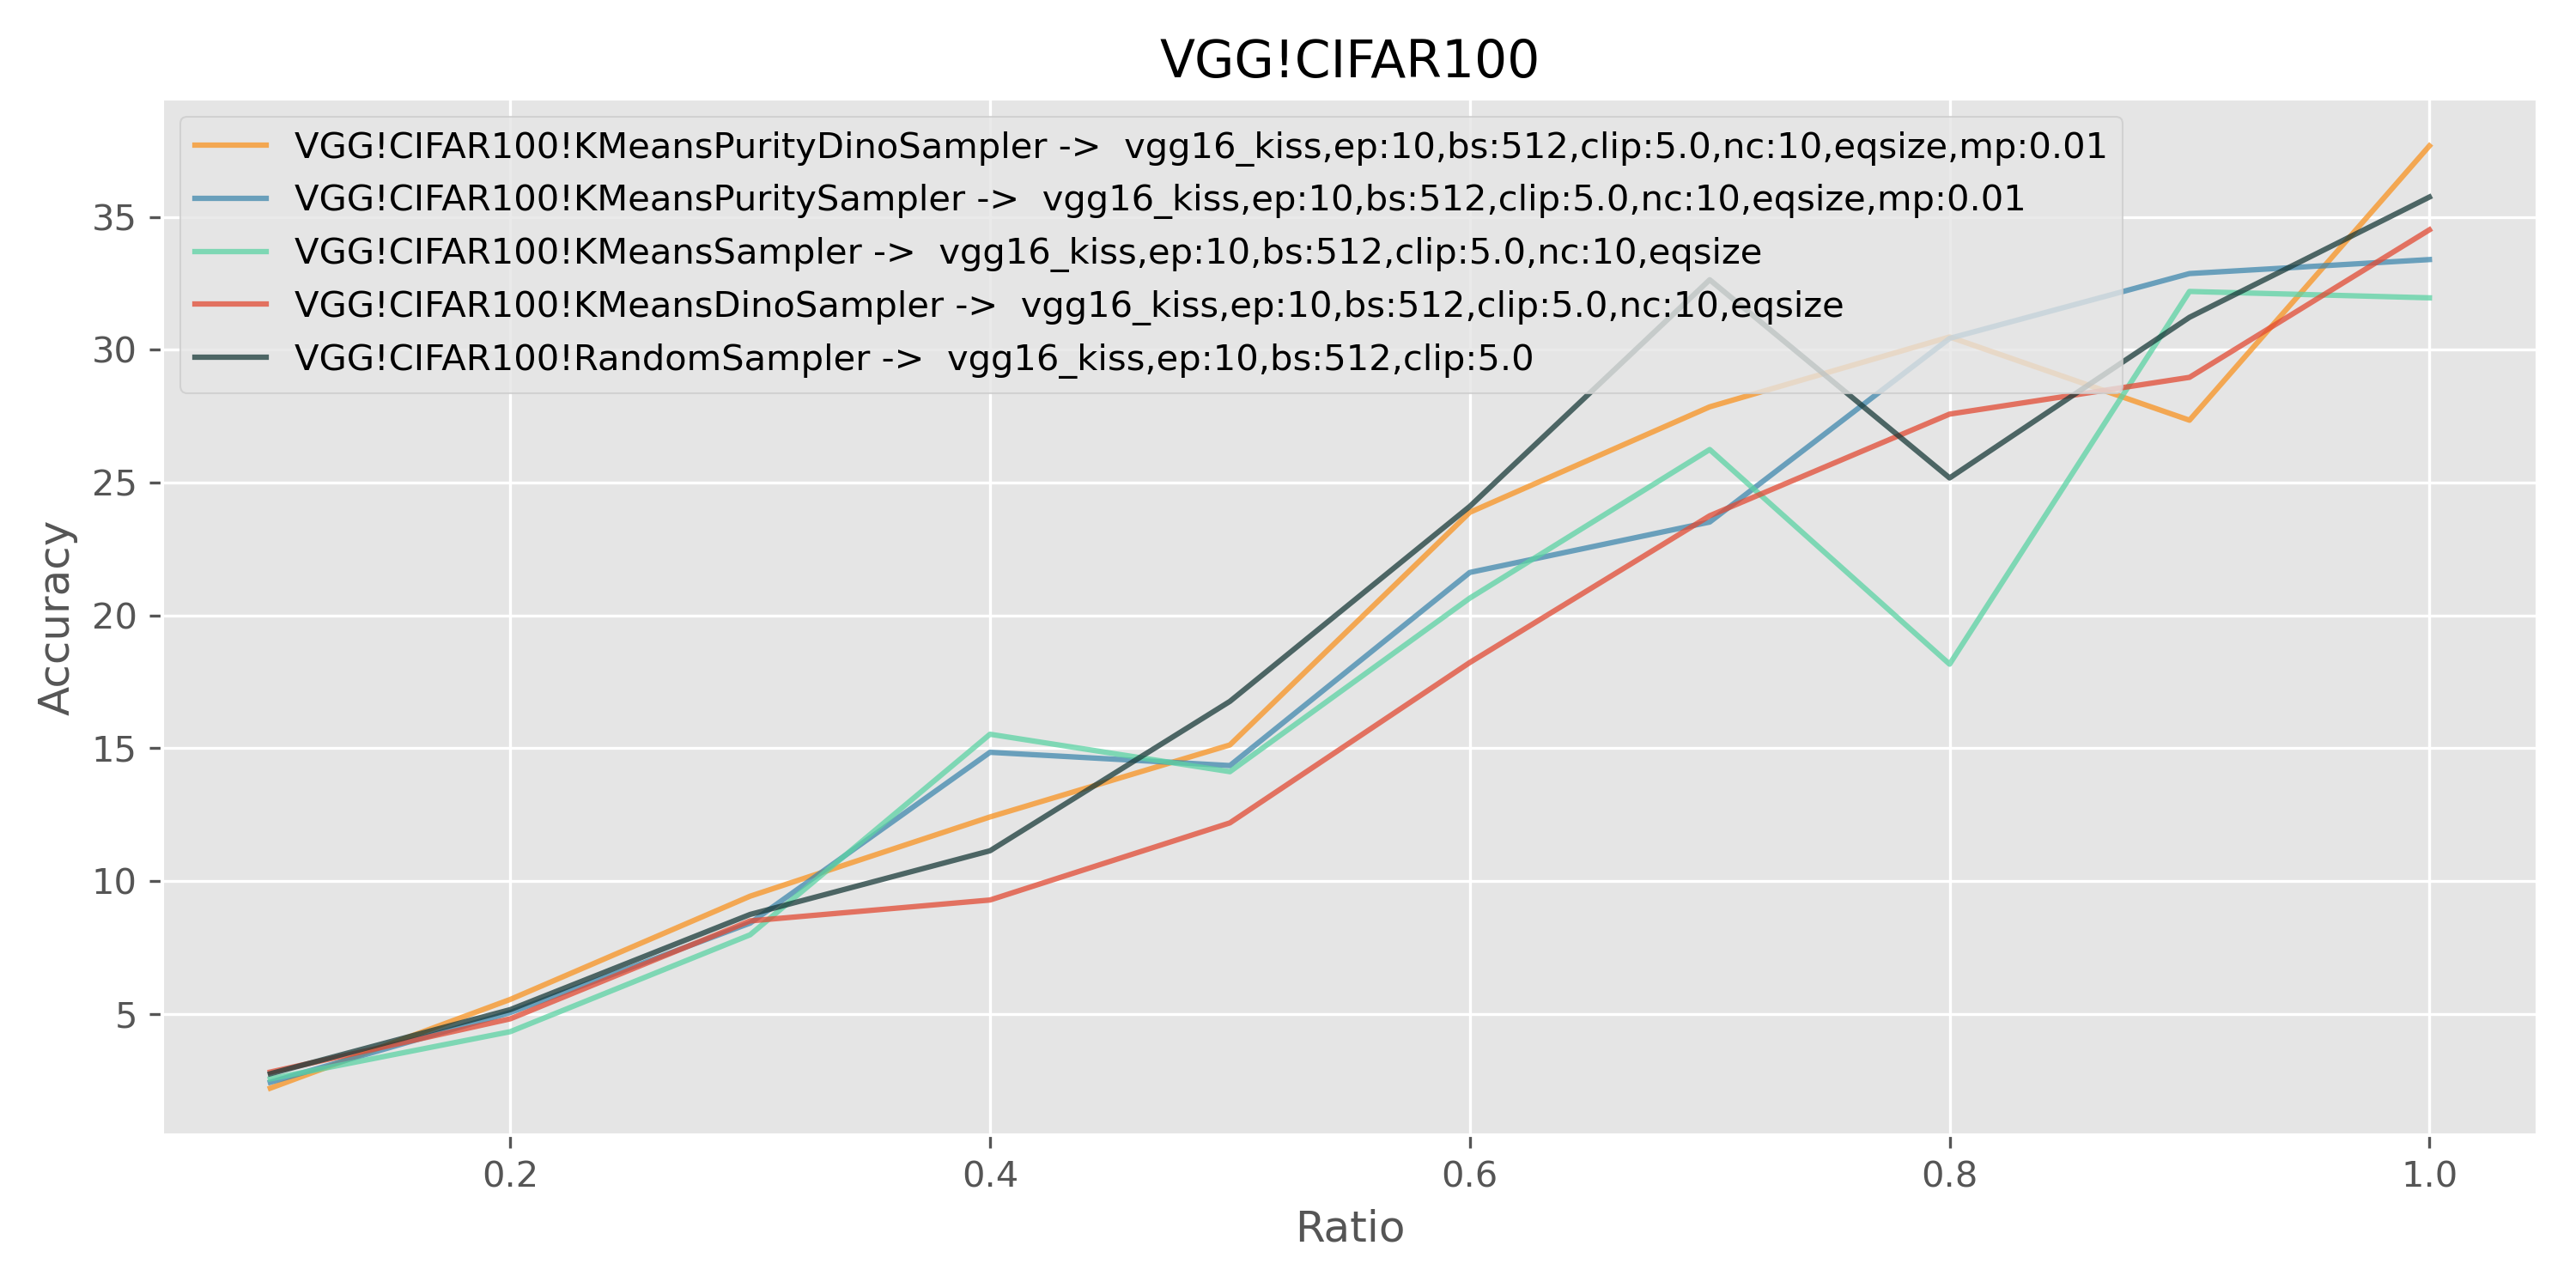 VGG!CIFAR100
VGG!CIFAR100!KMeansPurityDinoSampler -> vgg16_kiss,ep:10,bs:512,clip:5.0,nc:10,eqsize,mp:0.01
VGG!CIFAR100!KMeansPuritySampler -> vgg16_kiss,ep:10,bs:512,clip:5.0,nc:10,eqsize,mp:0.01
VGG!CIFAR100!KMeansSampler -> vgg16_kiss,ep:10,bs:512,clip:5.0,nc:10,eqsize
VGG!CIFAR100!KMeansDinoSampler -> vgg16_kiss,ep:10,bs:512,clip:5.0,nc:10,eqsize
VGG!CIFAR100!RandomSampler -> vgg16_kiss,ep:10,bs:512,clip:5.0
35
30
25
20
15
10
5
Accuracy
0.2 0.4 0.6 0.8 1.0
Ratio